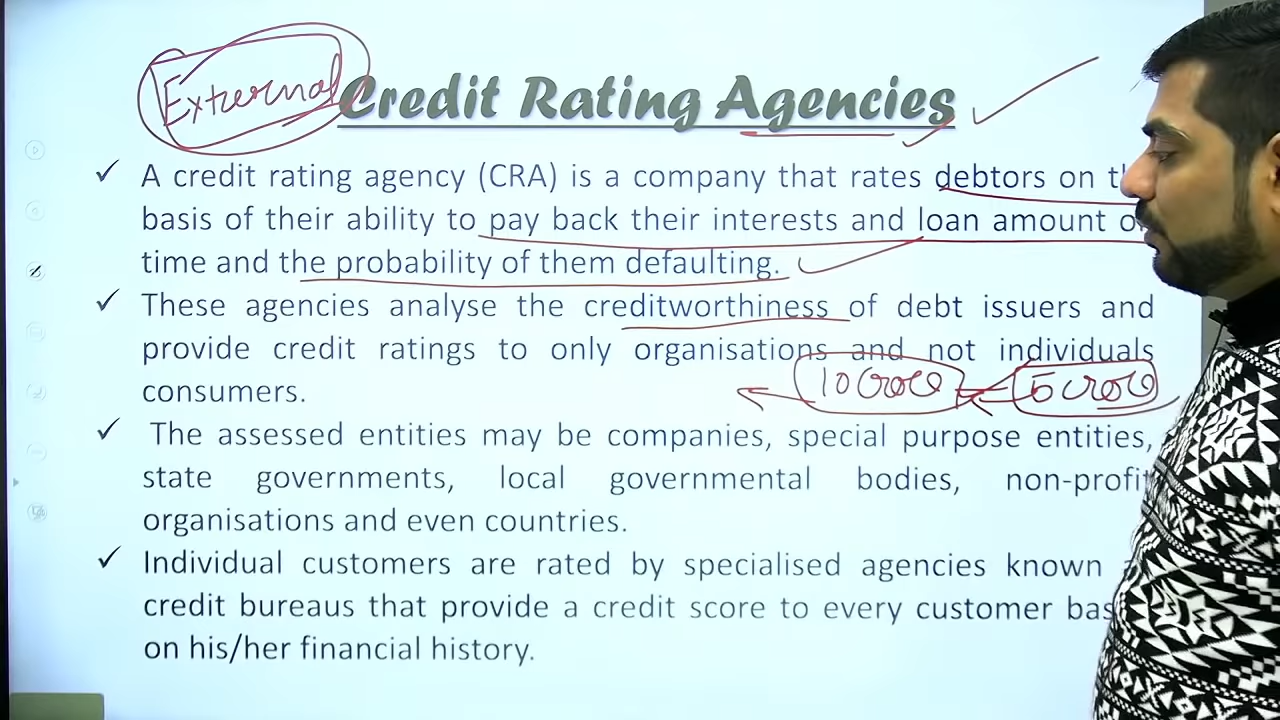 External Credit Rating Agencies
✓ A credit rating agency (CRA) is a company that rates debtors on
basis of their ability to pay back their interests and loan amount
time and the probability of them defaulting.
✓ These agencies analyse the creditworthiness of debt issuers and
provide credit ratings to only organisations and not individuals
10 crore 5 crore
consumers.
✓ The assessed entities may be companies, special purpose entities,
state governments, local governmental bodies, non-profit
organisations and even countries.
✓ Individual customers are rated by specialised agencies known
credit bureaus that provide a credit score to every customer
on his/her financial history.